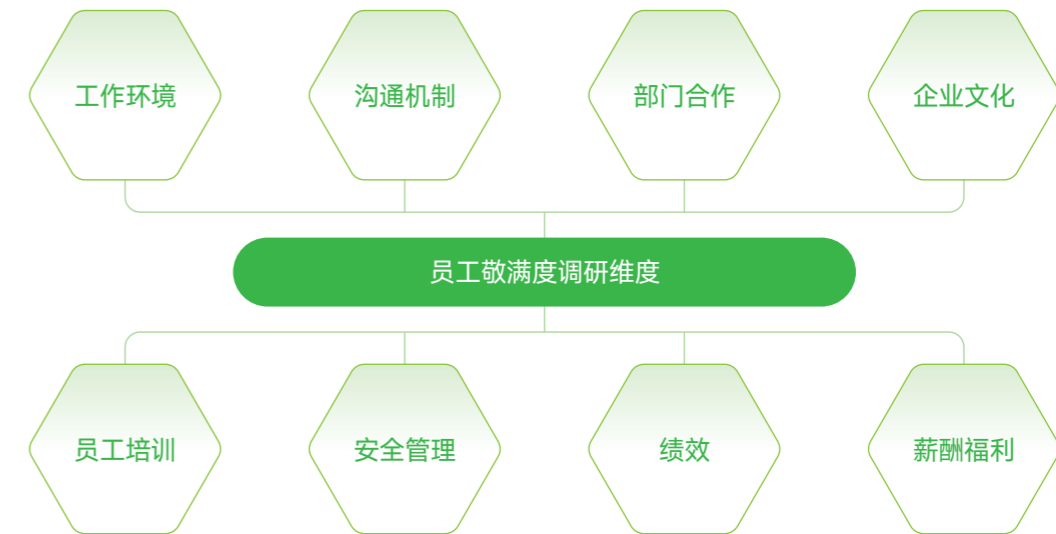 工作环境
沟通机制
部门合作
企业文化
员工敬满度调研维度
员工培训
安全管理
绩效
薪酬福利